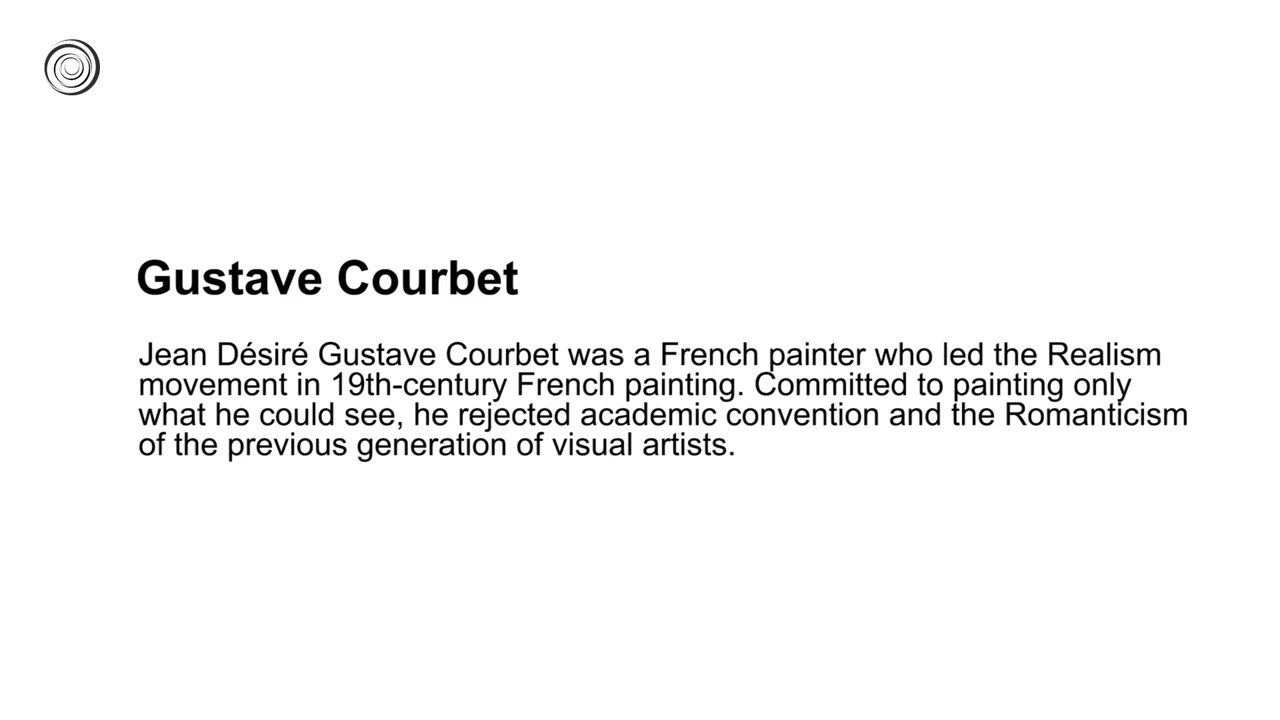 Gustave Courbet
Jean Désiré Gustave Courbet was a French painter who led the Realism
movement in 19th-century French painting. Committed to painting only
what he could see, he rejected academic convention and the Romanticism
of the previous generation of visual artists.